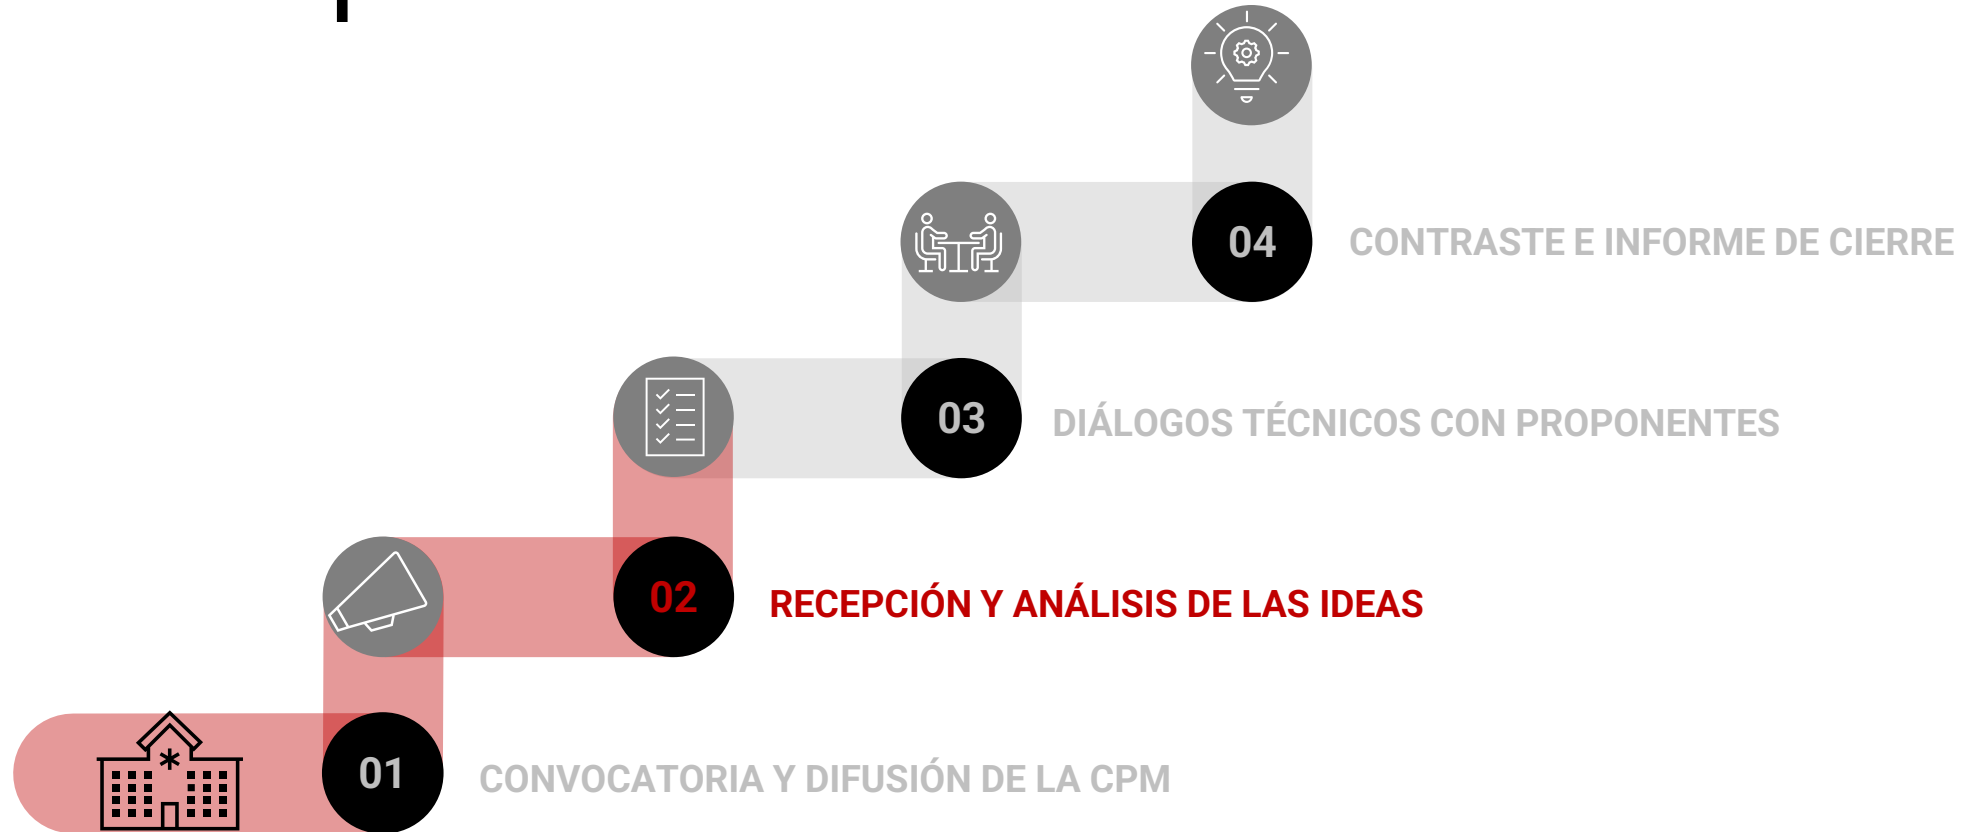 04
CONTRASTE E INFORME DE CIERRE
03
DIÁLOGOS TÉCNICOS CON PROPONENTES
02
RECEPCIÓN Y ANÁLISIS DE LAS IDEAS
01
CONVOCATORIA Y DIFUSIÓN DE LA CPM